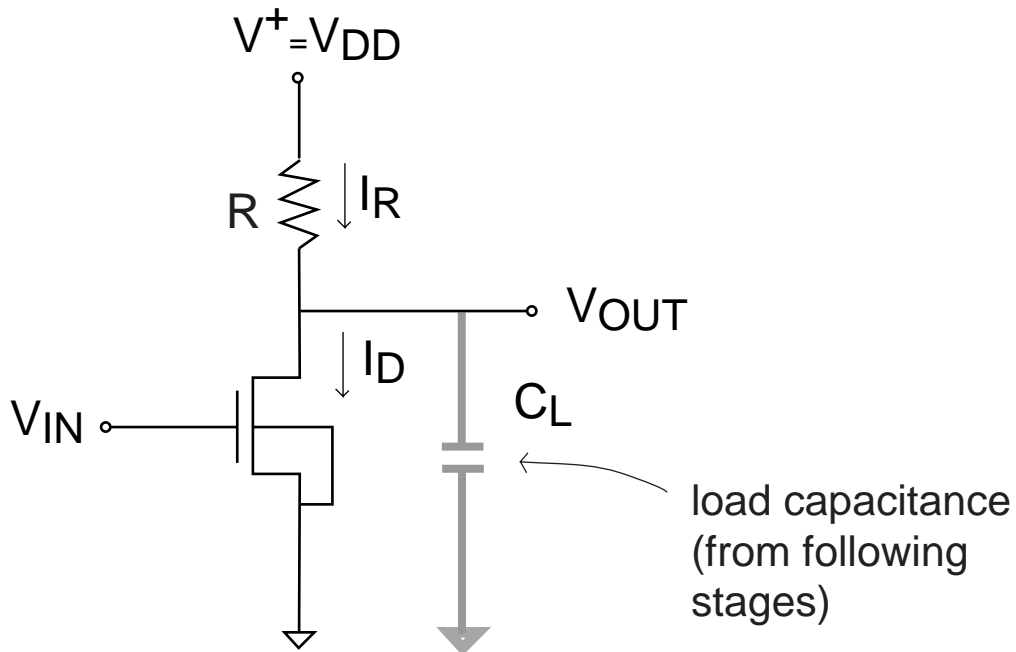 V+=VDD
R
IR
VOUT
ID
VIN
CL
load capacitance
(from following
stages)